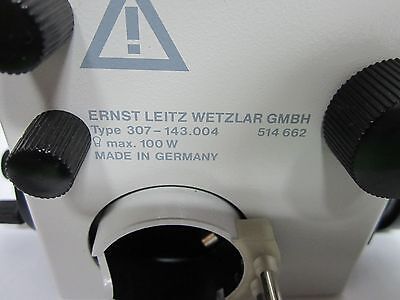 ERNST LEITZ WETZLAR GMBH
Type 307-143.004 514 662
max. 100 W
MADE IN GERMANY